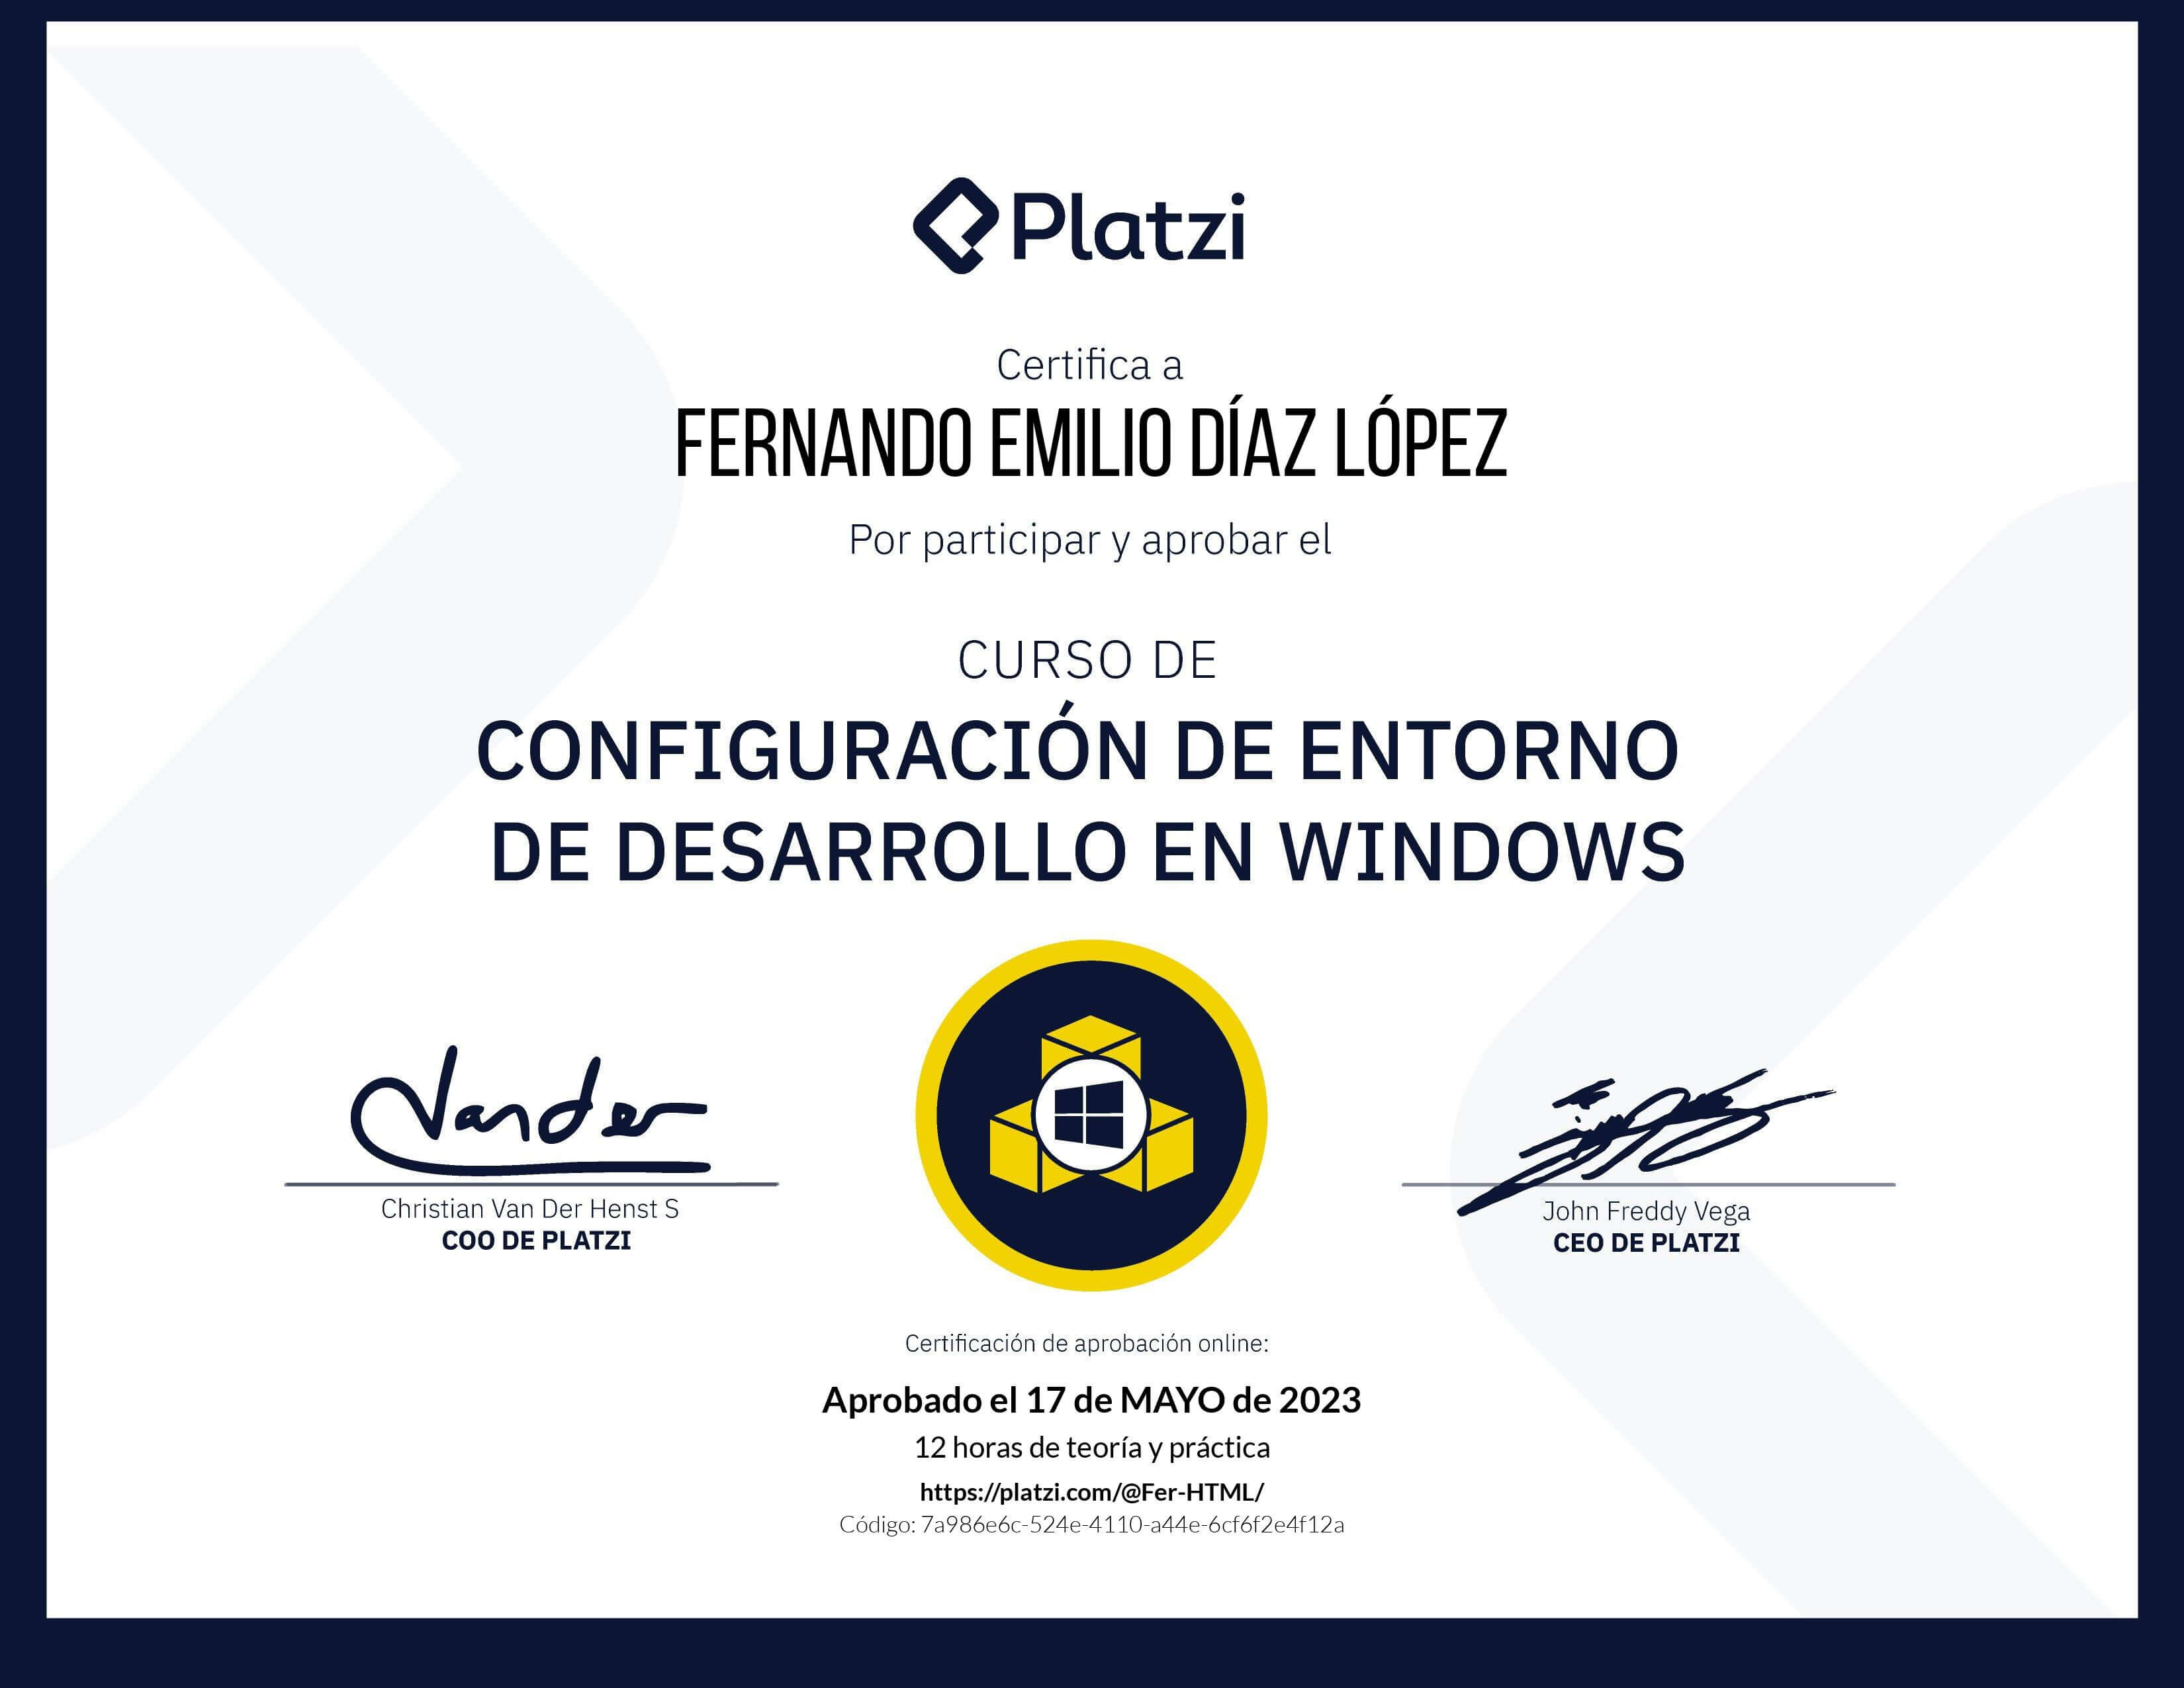 Platzi
Certifica a
FERNANDO EMILIO DÍAZ LÓPEZ
Por participar y aprobar el
CURSO DE
CONFIGURACIÓN DE ENTORNO
DE DESARROLLO EN WINDOWS
Vander
Christian Van Der Henst S
COO DE PLATZI
John Freddy Vega
CEO DE PLATZI
Certificación de aprobación online:
Aprobado el 17 de MAYO de 2023
12 horas de teoría y práctica
https://platzi.com/@Fer-HTML/
Código: 7a986e6c-524e-4110-a44e-6cf6f2e4f12a